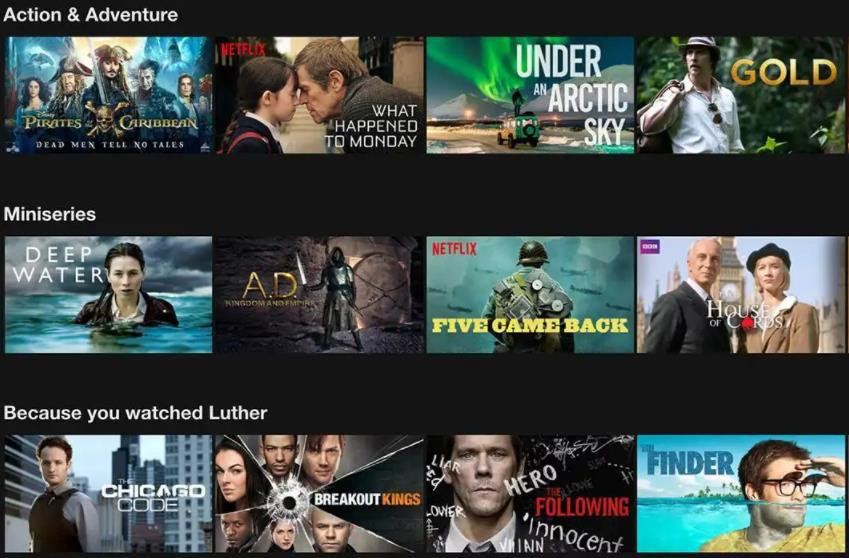 Action & Adventure
DISNEY
PIRATES OF THE CARIBBEAN
DEAD MEN TELL NO TALES
NETFLIX
WHAT
HAPPENED
TO MONDAY
UNDER
AN ARCTIC
SKY
GOLD
Miniseries
DEEP
WATER
A.D.
KINGDOM AND EMPIRE
NETFLIX
FIVE CAME BACK
BBC
HOUSE
OF CARDS
Because you watched Luther
THE
CHICAGO
CODE
BREAKOUT KINGS
LIAR
HERO
THE
FOLLOWING
Innocent
THE
FINDER